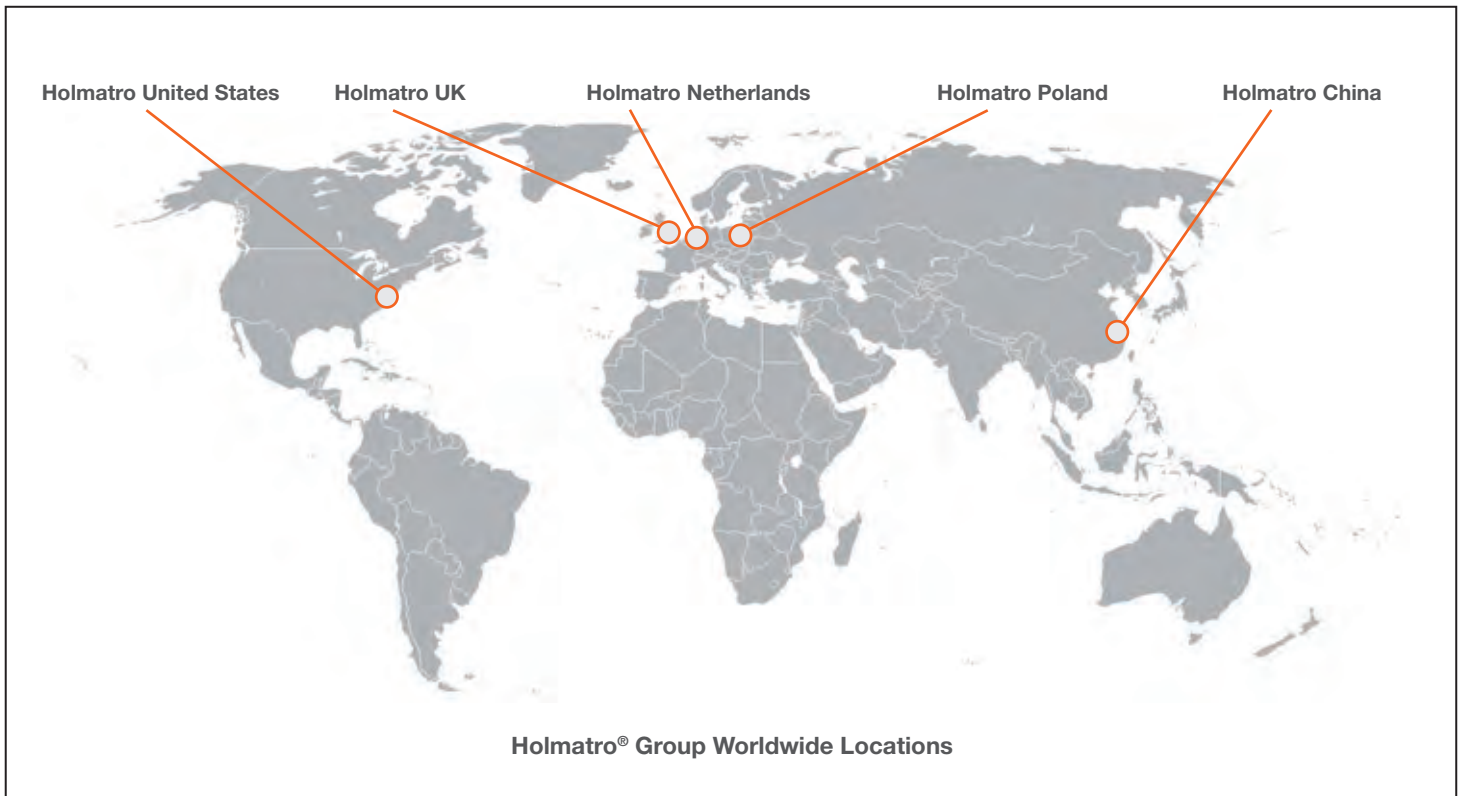 Holmatro United States
Holmatro UK
Holmatro Netherlands
Holmatro Poland
Holmatro China
Holmatro® Group Worldwide Locations